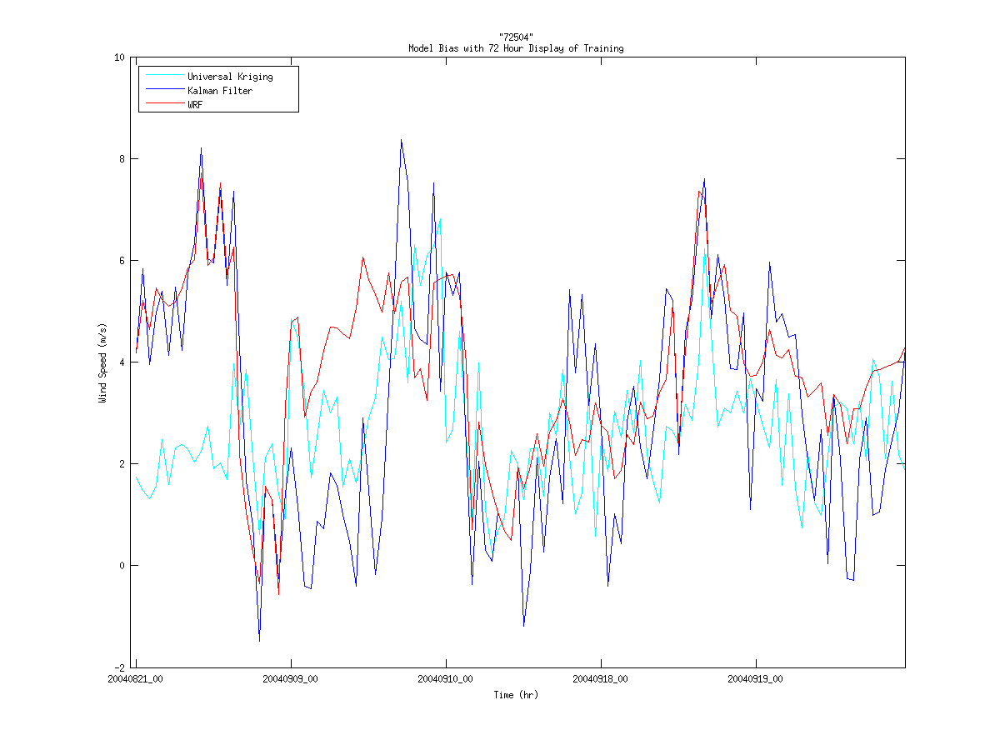 "72504"
Model Bias with 72 Hour Display of Training
10
8
6
4
2
0
-2
Universal Kriging
Kalman Filter
WRF
Wind Speed (m/s)
20040821_00 20040909_00 20040910_00 20040918_00 20040919_00
Time (hr)